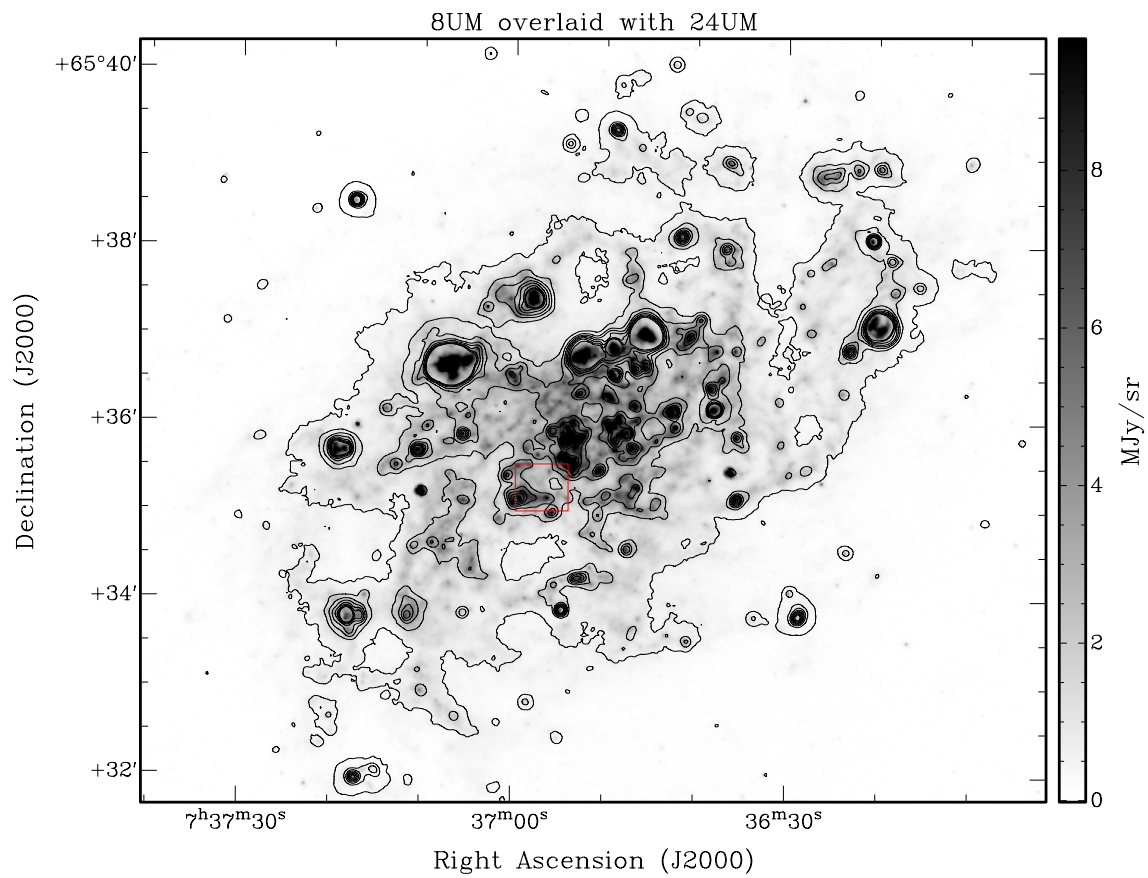 8UM overlaid with 24UM
+65°40′
+38′
+36′
+34′
+32′
Declination (J2000)
7ʰ37ᵐ30ˢ
37ᵐ00ˢ
36ᵐ30ˢ
Right Ascension (J2000)
8
6
4
2
0
MJy/sr